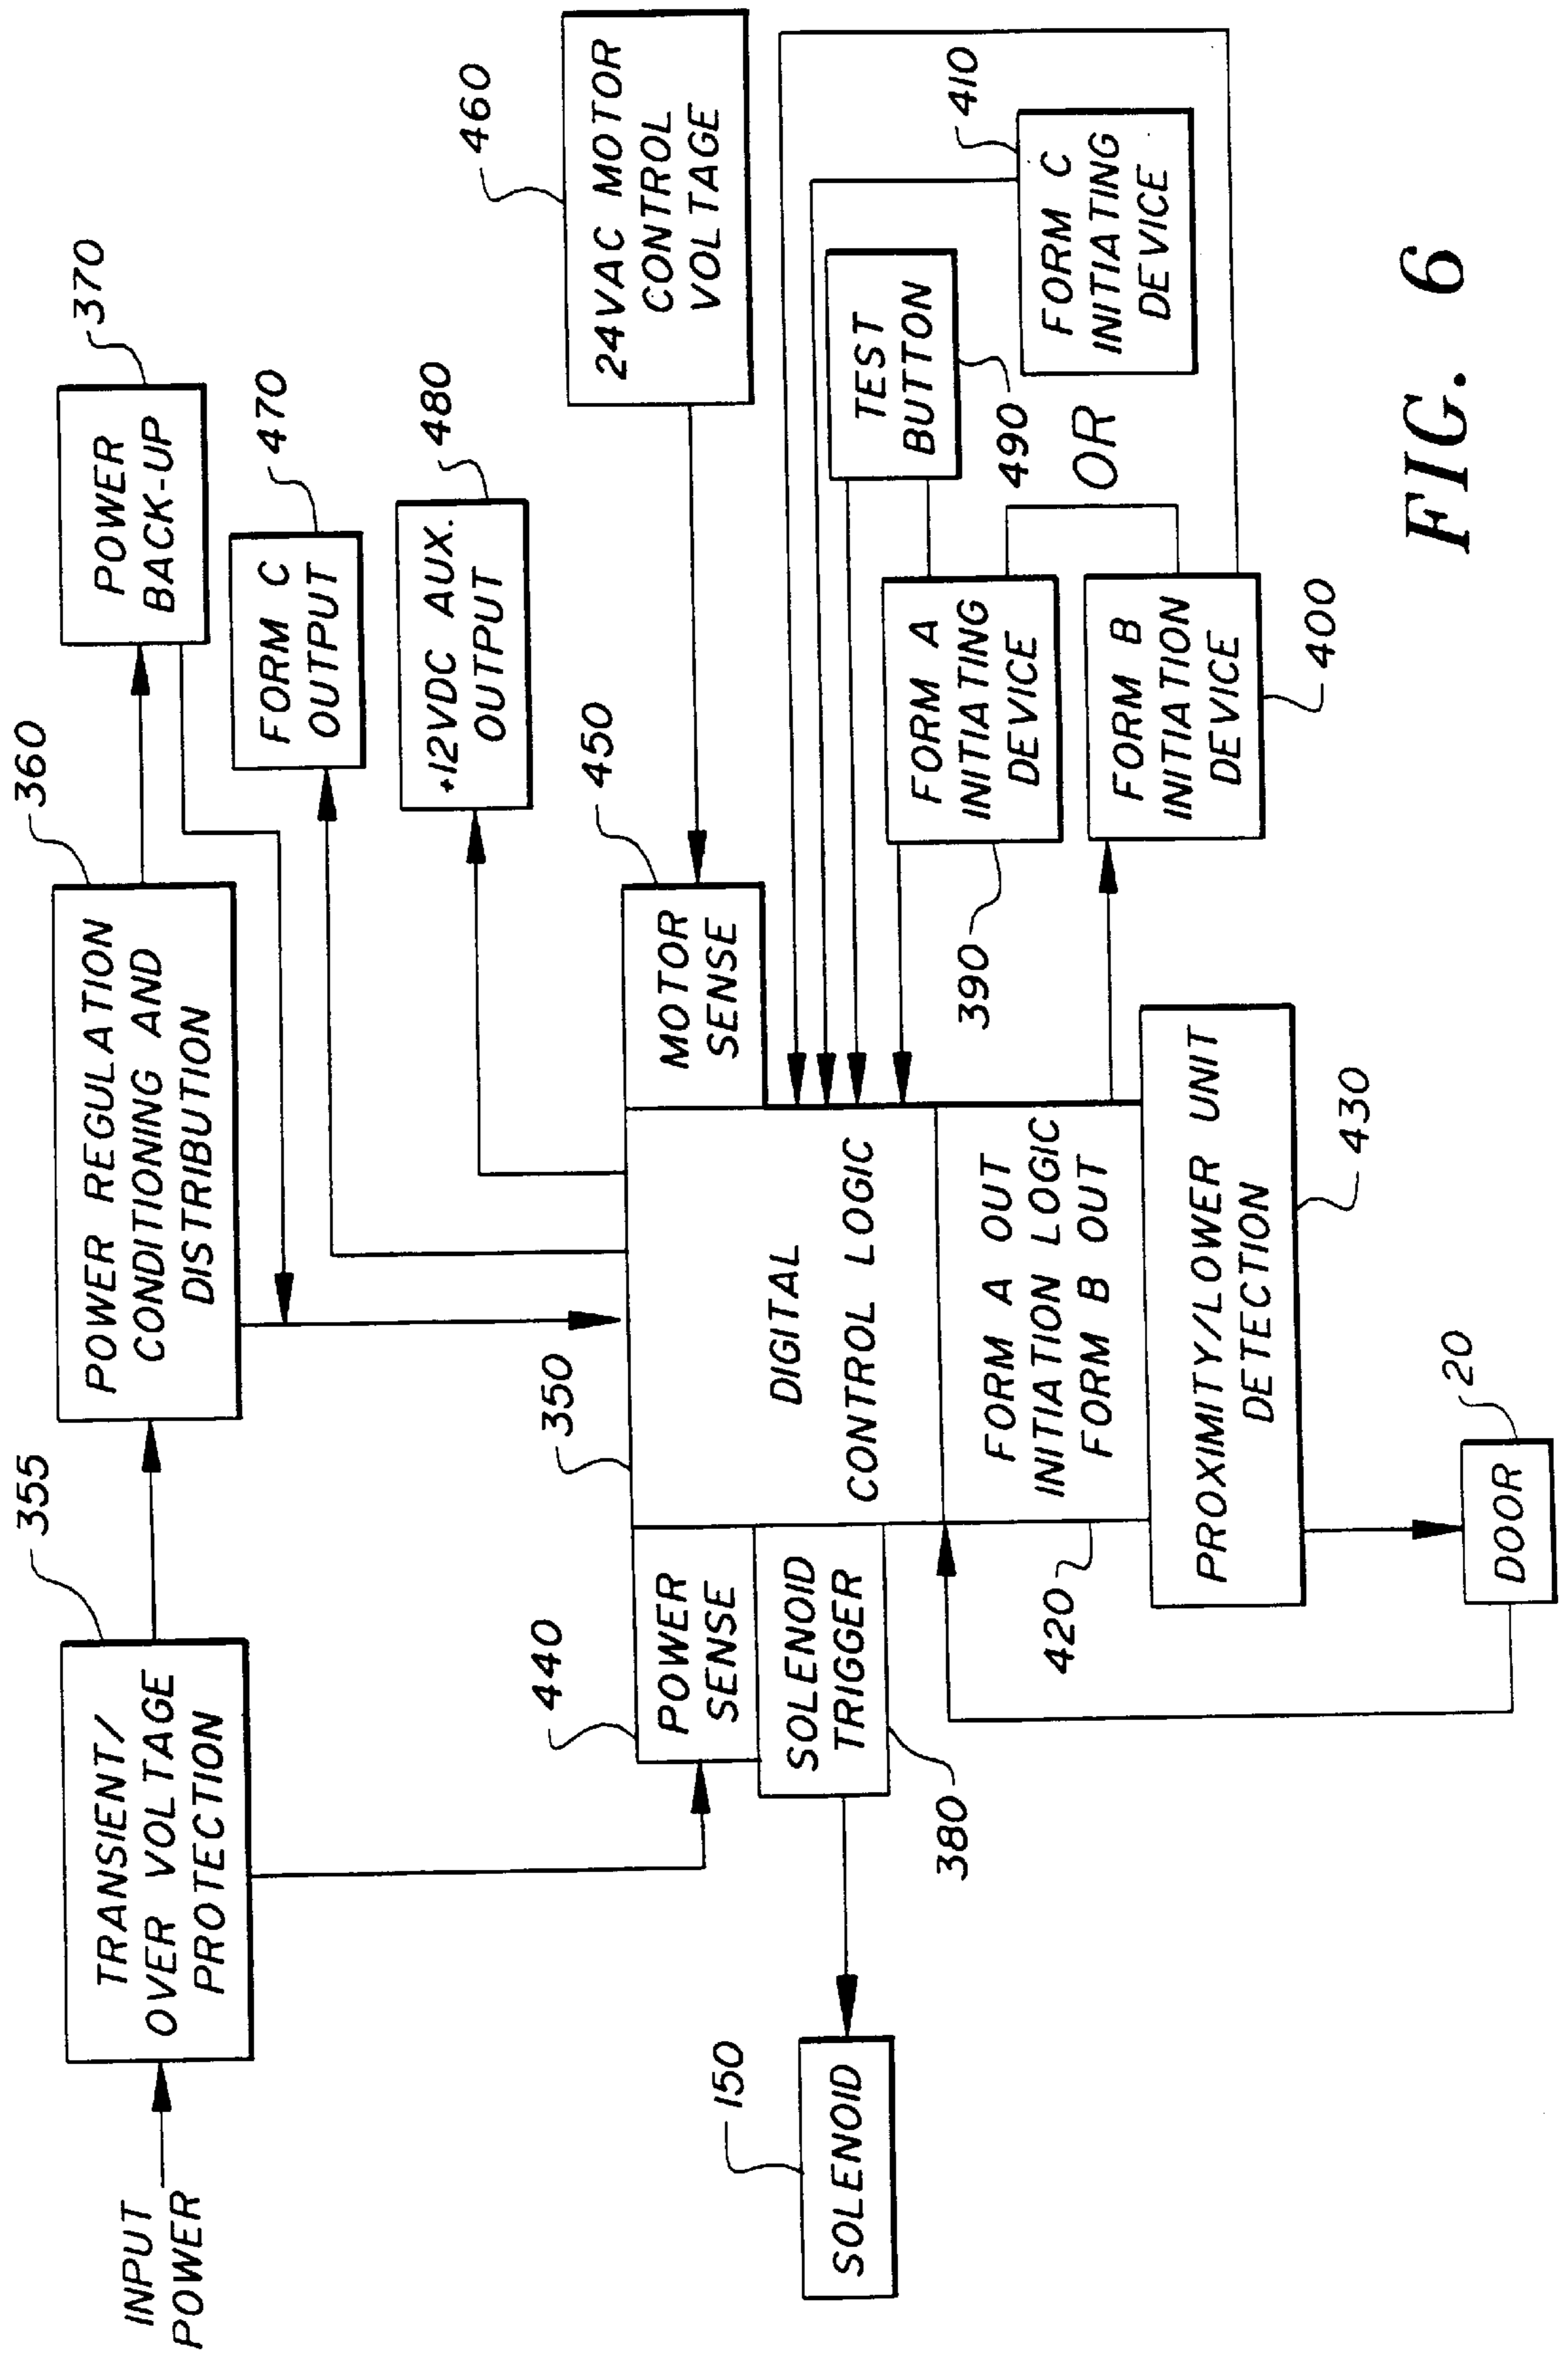 INPUT
POWER
TRANSIENT/
OVER VOLTAGE
PROTECTION
355
POWER REGULATION
CONDITIONING AND
DISTRIBUTION
360
POWER
BACK-UP
370
FORM C
OUTPUT
470
+12VDC AUX.
OUTPUT
480
24VAC MOTOR
CONTROL
VOLTAGE
460
MOTOR
SENSE
450
350
DIGITAL
CONTROL LOGIC
POWER
SENSE
440
SOLENOID
TRIGGER
380
SOLENOID
150
FORM A OUT
INITIATION LOGIC
FORM B OUT
420
PROXIMITY/LOWER UNIT
DETECTION
430
DOOR
20
FORM A
INITIATING
DEVICE
390
FORM B
INITIATION
DEVICE
400
TEST
BUTTON
490
OR
FORM C
INITIATING
DEVICE
410
FIG. 6